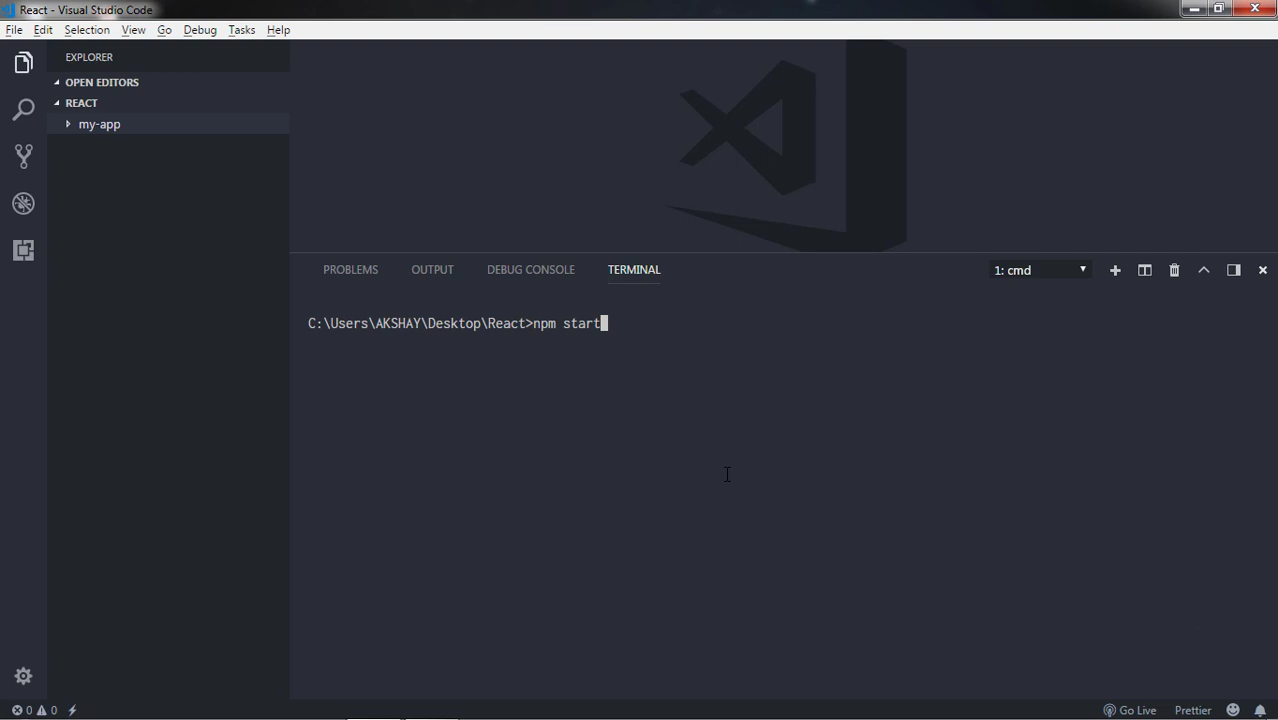 React - Visual Studio Code
File Edit Selection View Go Debug Tasks Help
EXPLORER
OPEN EDITORS
REACT
my-app
PROBLEMS OUTPUT DEBUG CONSOLE TERMINAL 1: cmd
C:\Users\AKSHAY\Desktop\React>npm start
0 0 Go Live Prettier